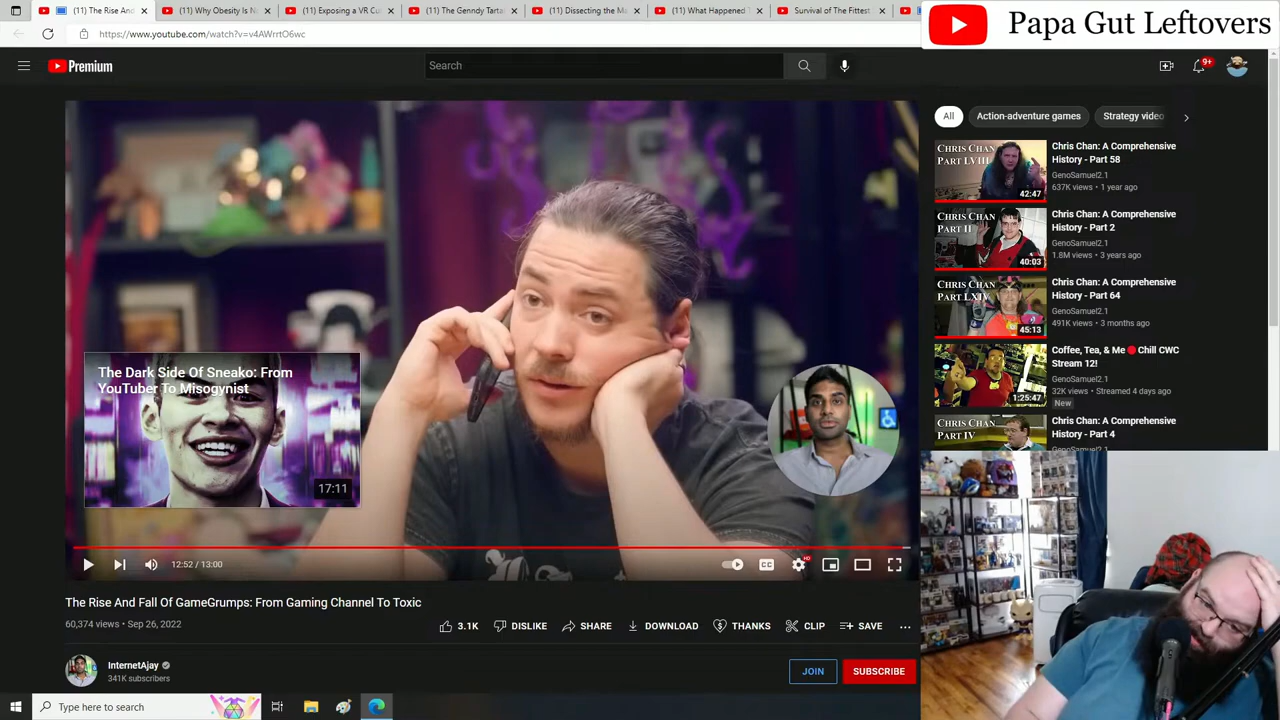 (11) The Rise And
(11) Why Obesity Is N
(11) Exposing a VR Cu
(11) The Genndy Tartak
(11) Dissecting the Ma
(11) What Happened T
Survival of The Fittest
Papa Gut Leftovers
https://www.youtube.com/watch?v=v4AWrrtO6wc
Premium
Search
9+
All
Action-adventure games
Strategy video
CHRIS CHAN
PART LVIII
42:47
Chris Chan: A Comprehensive
History - Part 58
GenoSamuel2.1
637K views • 1 year ago
CHRIS CHAN
PART II
40:03
Chris Chan: A Comprehensive
History - Part 2
GenoSamuel2.1
1.8M views • 3 years ago
CHRIS CHAN
PART LXIV
45:13
Chris Chan: A Comprehensive
History - Part 64
GenoSamuel2.1
491K views • 3 months ago
1:25:47
Coffee, Tea, & Me🔴Chill CWC
Stream 12!
GenoSamuel2.1
32K views • Streamed 4 days ago
New
CHRIS CHAN
PART IV
Chris Chan: A Comprehensive
History - Part 4
The Dark Side Of Sneako: From
YouTuber To Misogynist
17:11
12:52 / 13:00
CC
HD
The Rise And Fall Of GameGrumps: From Gaming Channel To Toxic
60,374 views • Sep 26, 2022
3.1K
DISLIKE
SHARE
DOWNLOAD
THANKS
CLIP
SAVE
InternetAjay
341K subscribers
JOIN
SUBSCRIBE
Type here to search